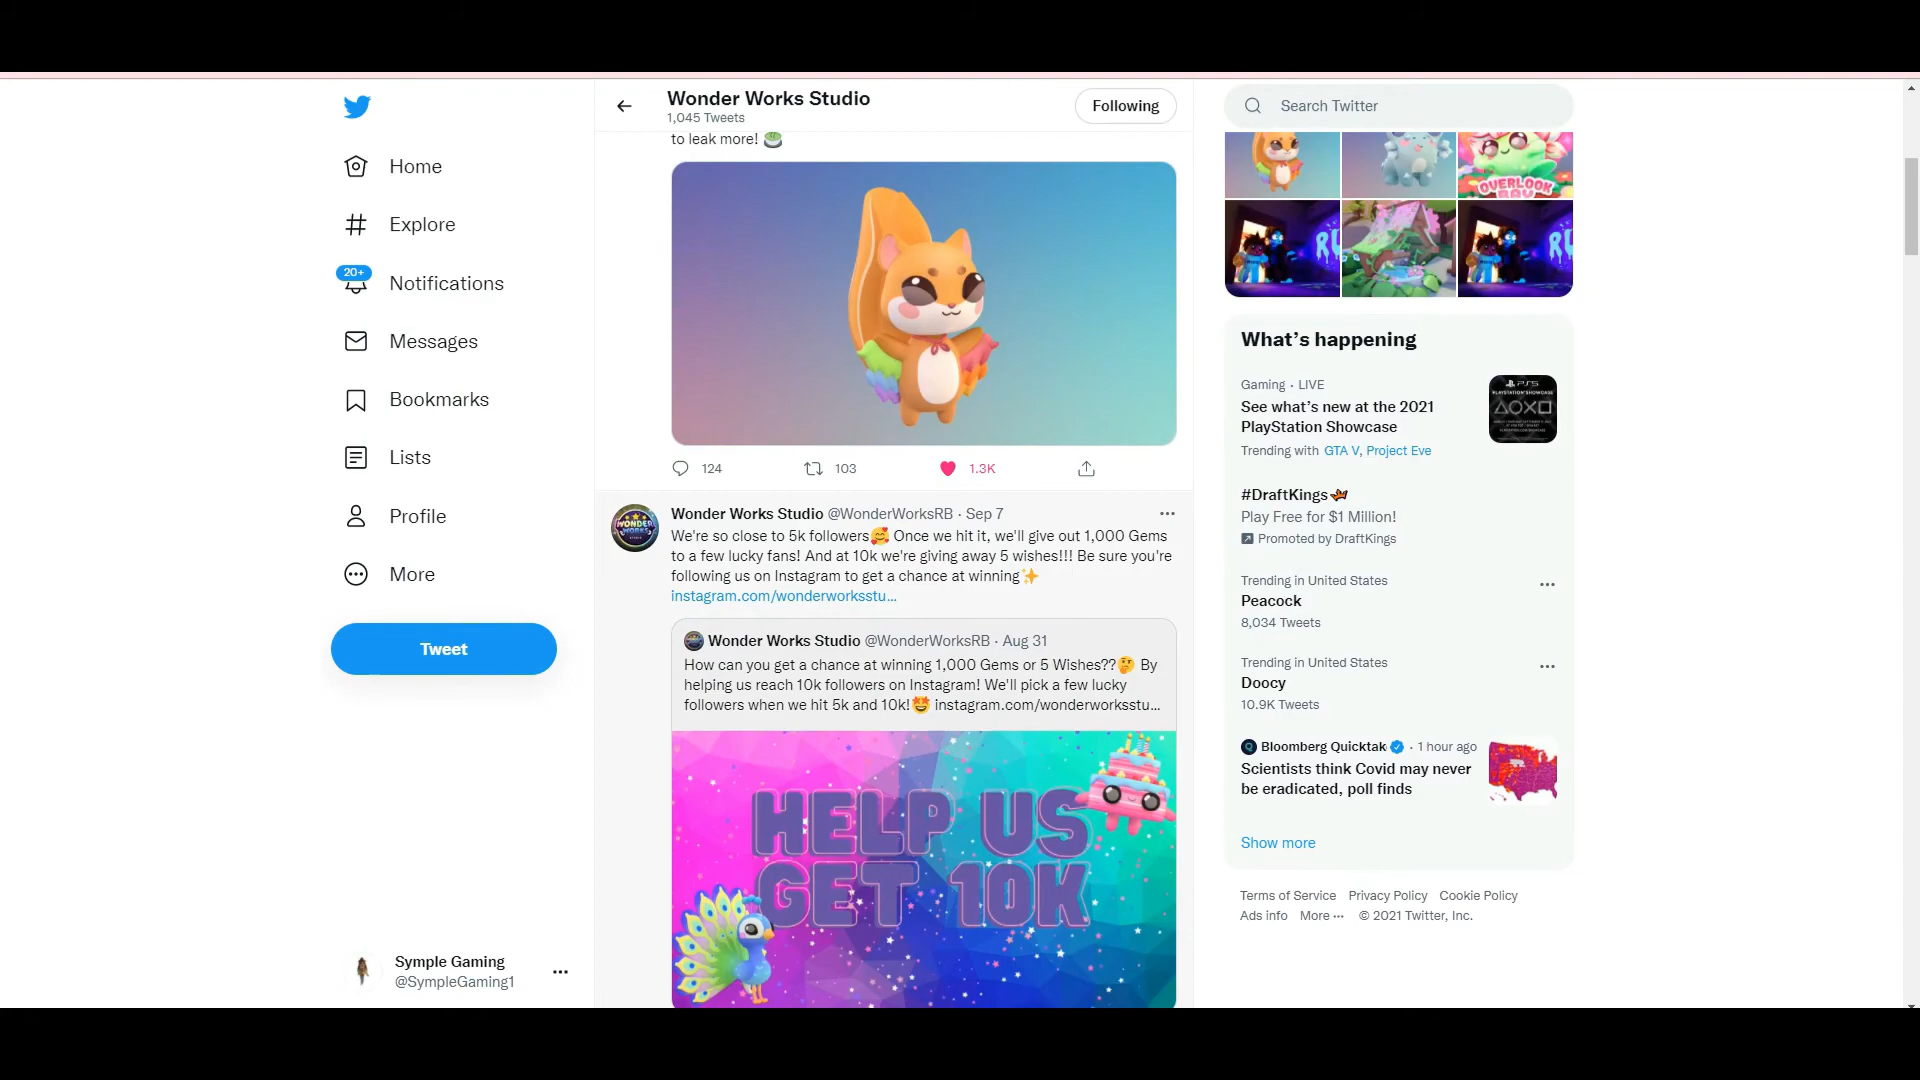 Wonder Works Studio
1,045 Tweets
Following
to leak more! 🍵
124
103
1.3K
Wonder Works Studio @WonderWorksRB · Sep 7
We're so close to 5k followers🥰 Once we hit it, we'll give out 1,000 Gems
to a few lucky fans! And at 10k we're giving away 5 wishes!!! Be sure you're
following us on Instagram to get a chance at winning✨
instagram.com/wonderworksstu...
Wonder Works Studio @WonderWorksRB · Aug 31
How can you get a chance at winning 1,000 Gems or 5 Wishes??🤔 By
helping us reach 10k followers on Instagram! We'll pick a few lucky
followers when we hit 5k and 10k!🤩 instagram.com/wonderworksstu...
HELP US
GET 10K
Home
Explore
20+
Notifications
Messages
Bookmarks
Lists
Profile
More
Tweet
Symple Gaming
@SympleGaming1
Search Twitter
OVERLOOK
BAY
What's happening
Gaming · LIVE
See what's new at the 2021
PlayStation Showcase
Trending with GTA V, Project Eve
PS5
PLAYSTATION SHOWCASE
#DraftKings
Play Free for $1 Million!
Promoted by DraftKings
Trending in United States
Peacock
8,034 Tweets
Trending in United States
Doocy
10.9K Tweets
Bloomberg Quicktak · 1 hour ago
Scientists think Covid may never
be eradicated, poll finds
Show more
Terms of Service Privacy Policy Cookie Policy
Ads info More ··· © 2021 Twitter, Inc.